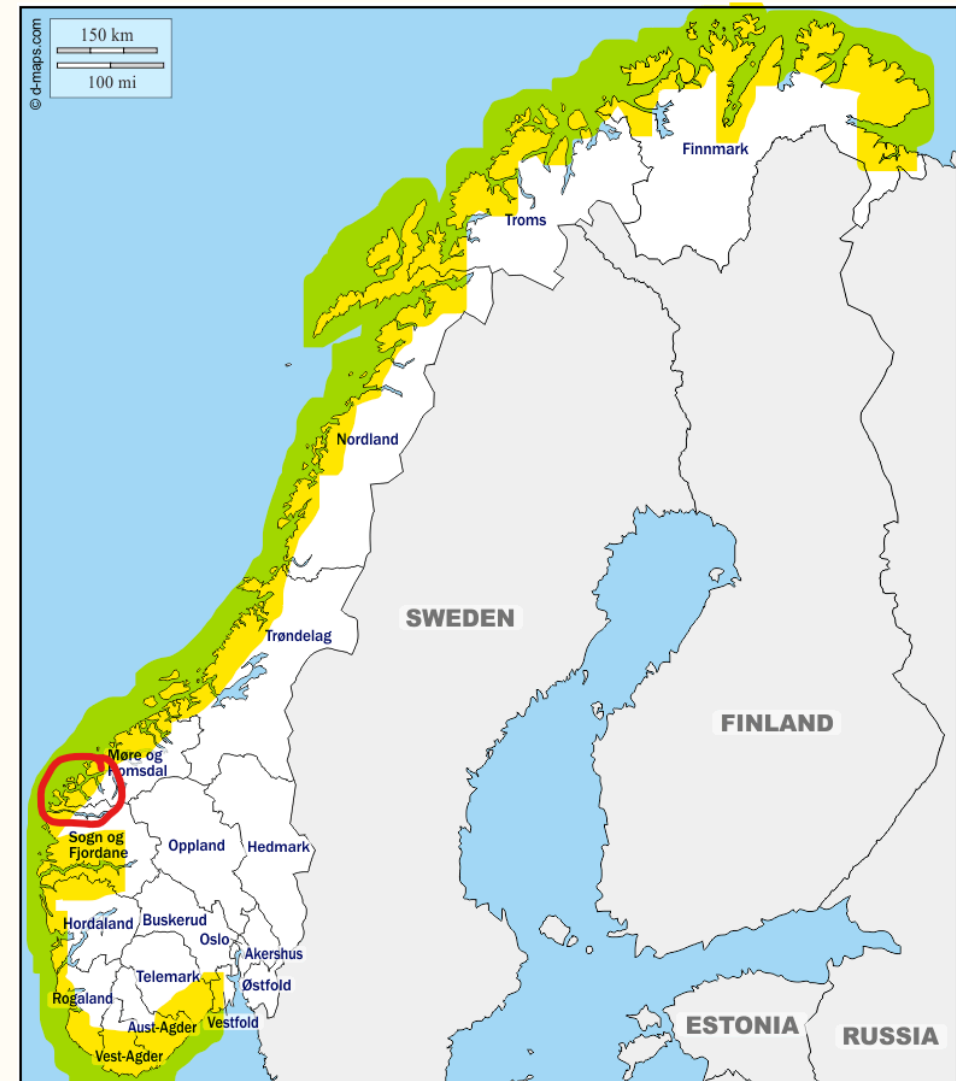 © d-maps.com
150 km
100 mi
Finnmark
Troms
Nordland
SWEDEN
Trøndelag
FINLAND
Møre og
Romsdal
Sogn og
Fjordane
Oppland
Hedmark
Hordaland
Buskerud
Oslo
Akershus
Telemark
Østfold
Rogaland
Aust-Agder
Vestfold
Vest-Agder
ESTONIA
RUSSIA